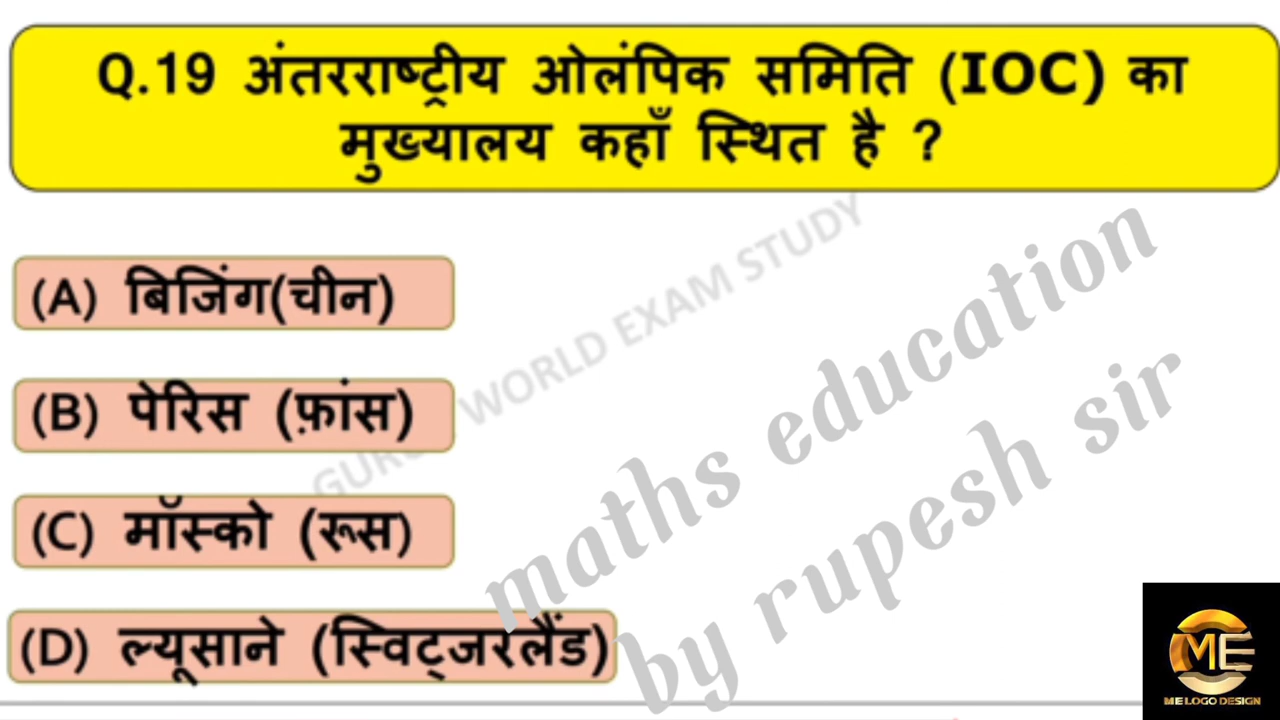 Q.19 अंतरराष्ट्रीय ओलंपिक समिति (IOC) का
मुख्यालय कहाँ स्थित है ?
(A) बिजिंग(चीन)
(B) पेरिस (फ़ांस)
(C) मॉस्को (रूस)
(D) ल्यूसाने (स्विट्जरलैंड)
WORLD EXAM STUDY
maths education
by rupesh sir
ME
ME LOGO DESIGN